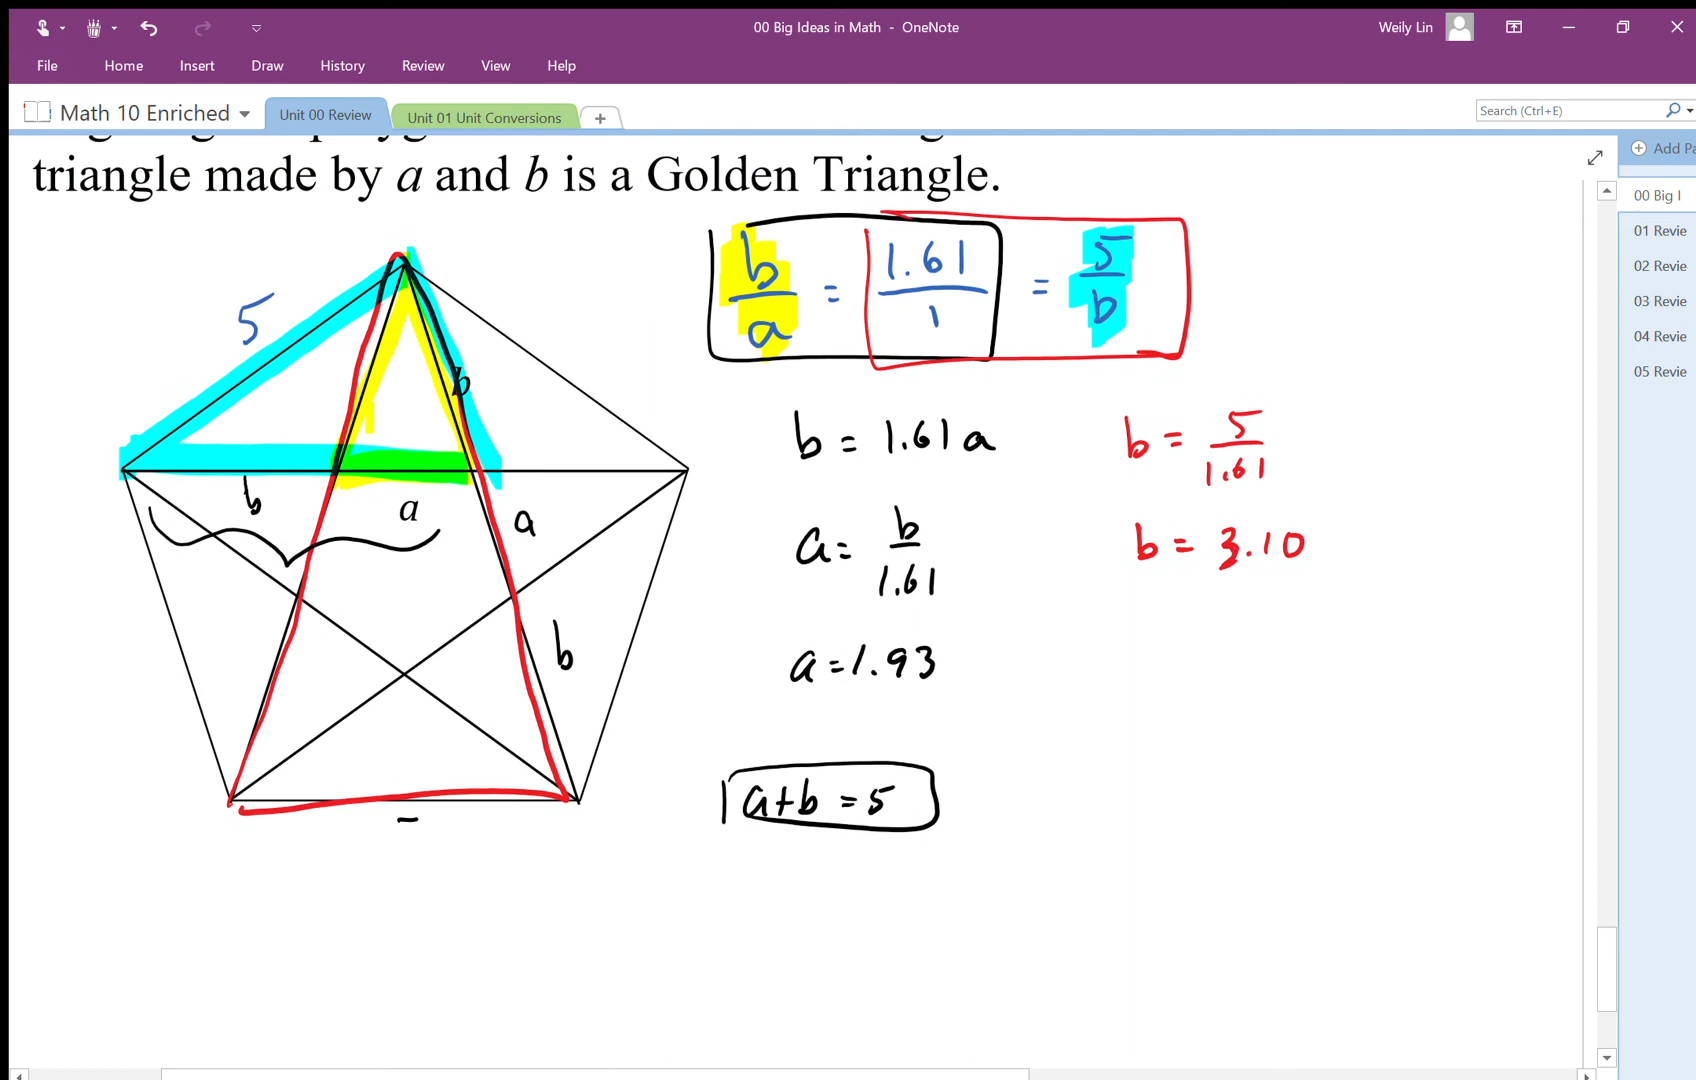 00 Big Ideas in Math - OneNote
Weily Lin
File Home Insert Draw History Review View Help
Math 10 Enriched
Unit 00 Review
Unit 01 Unit Conversions
+
Search (Ctrl+E)
Add Pa
00 Big I
01 Revie
02 Revie
03 Revie
04 Revie
05 Revie
triangle made by a and b is a Golden Triangle.
b/a = 1.61/1 = 5/b
5
b
b
a
a
b
b = 1.61a
a = b/1.61
a = 1.93
a+b = 5
b = 5/1.61
b = 3.10